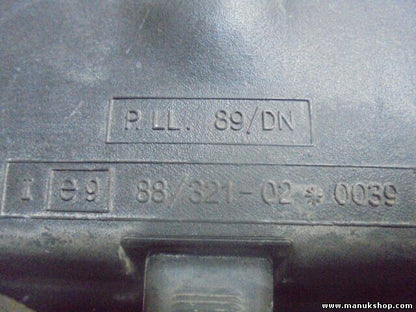 P. LL. 89/DN
I e9 88/321-02*0039
www.manukshop.com